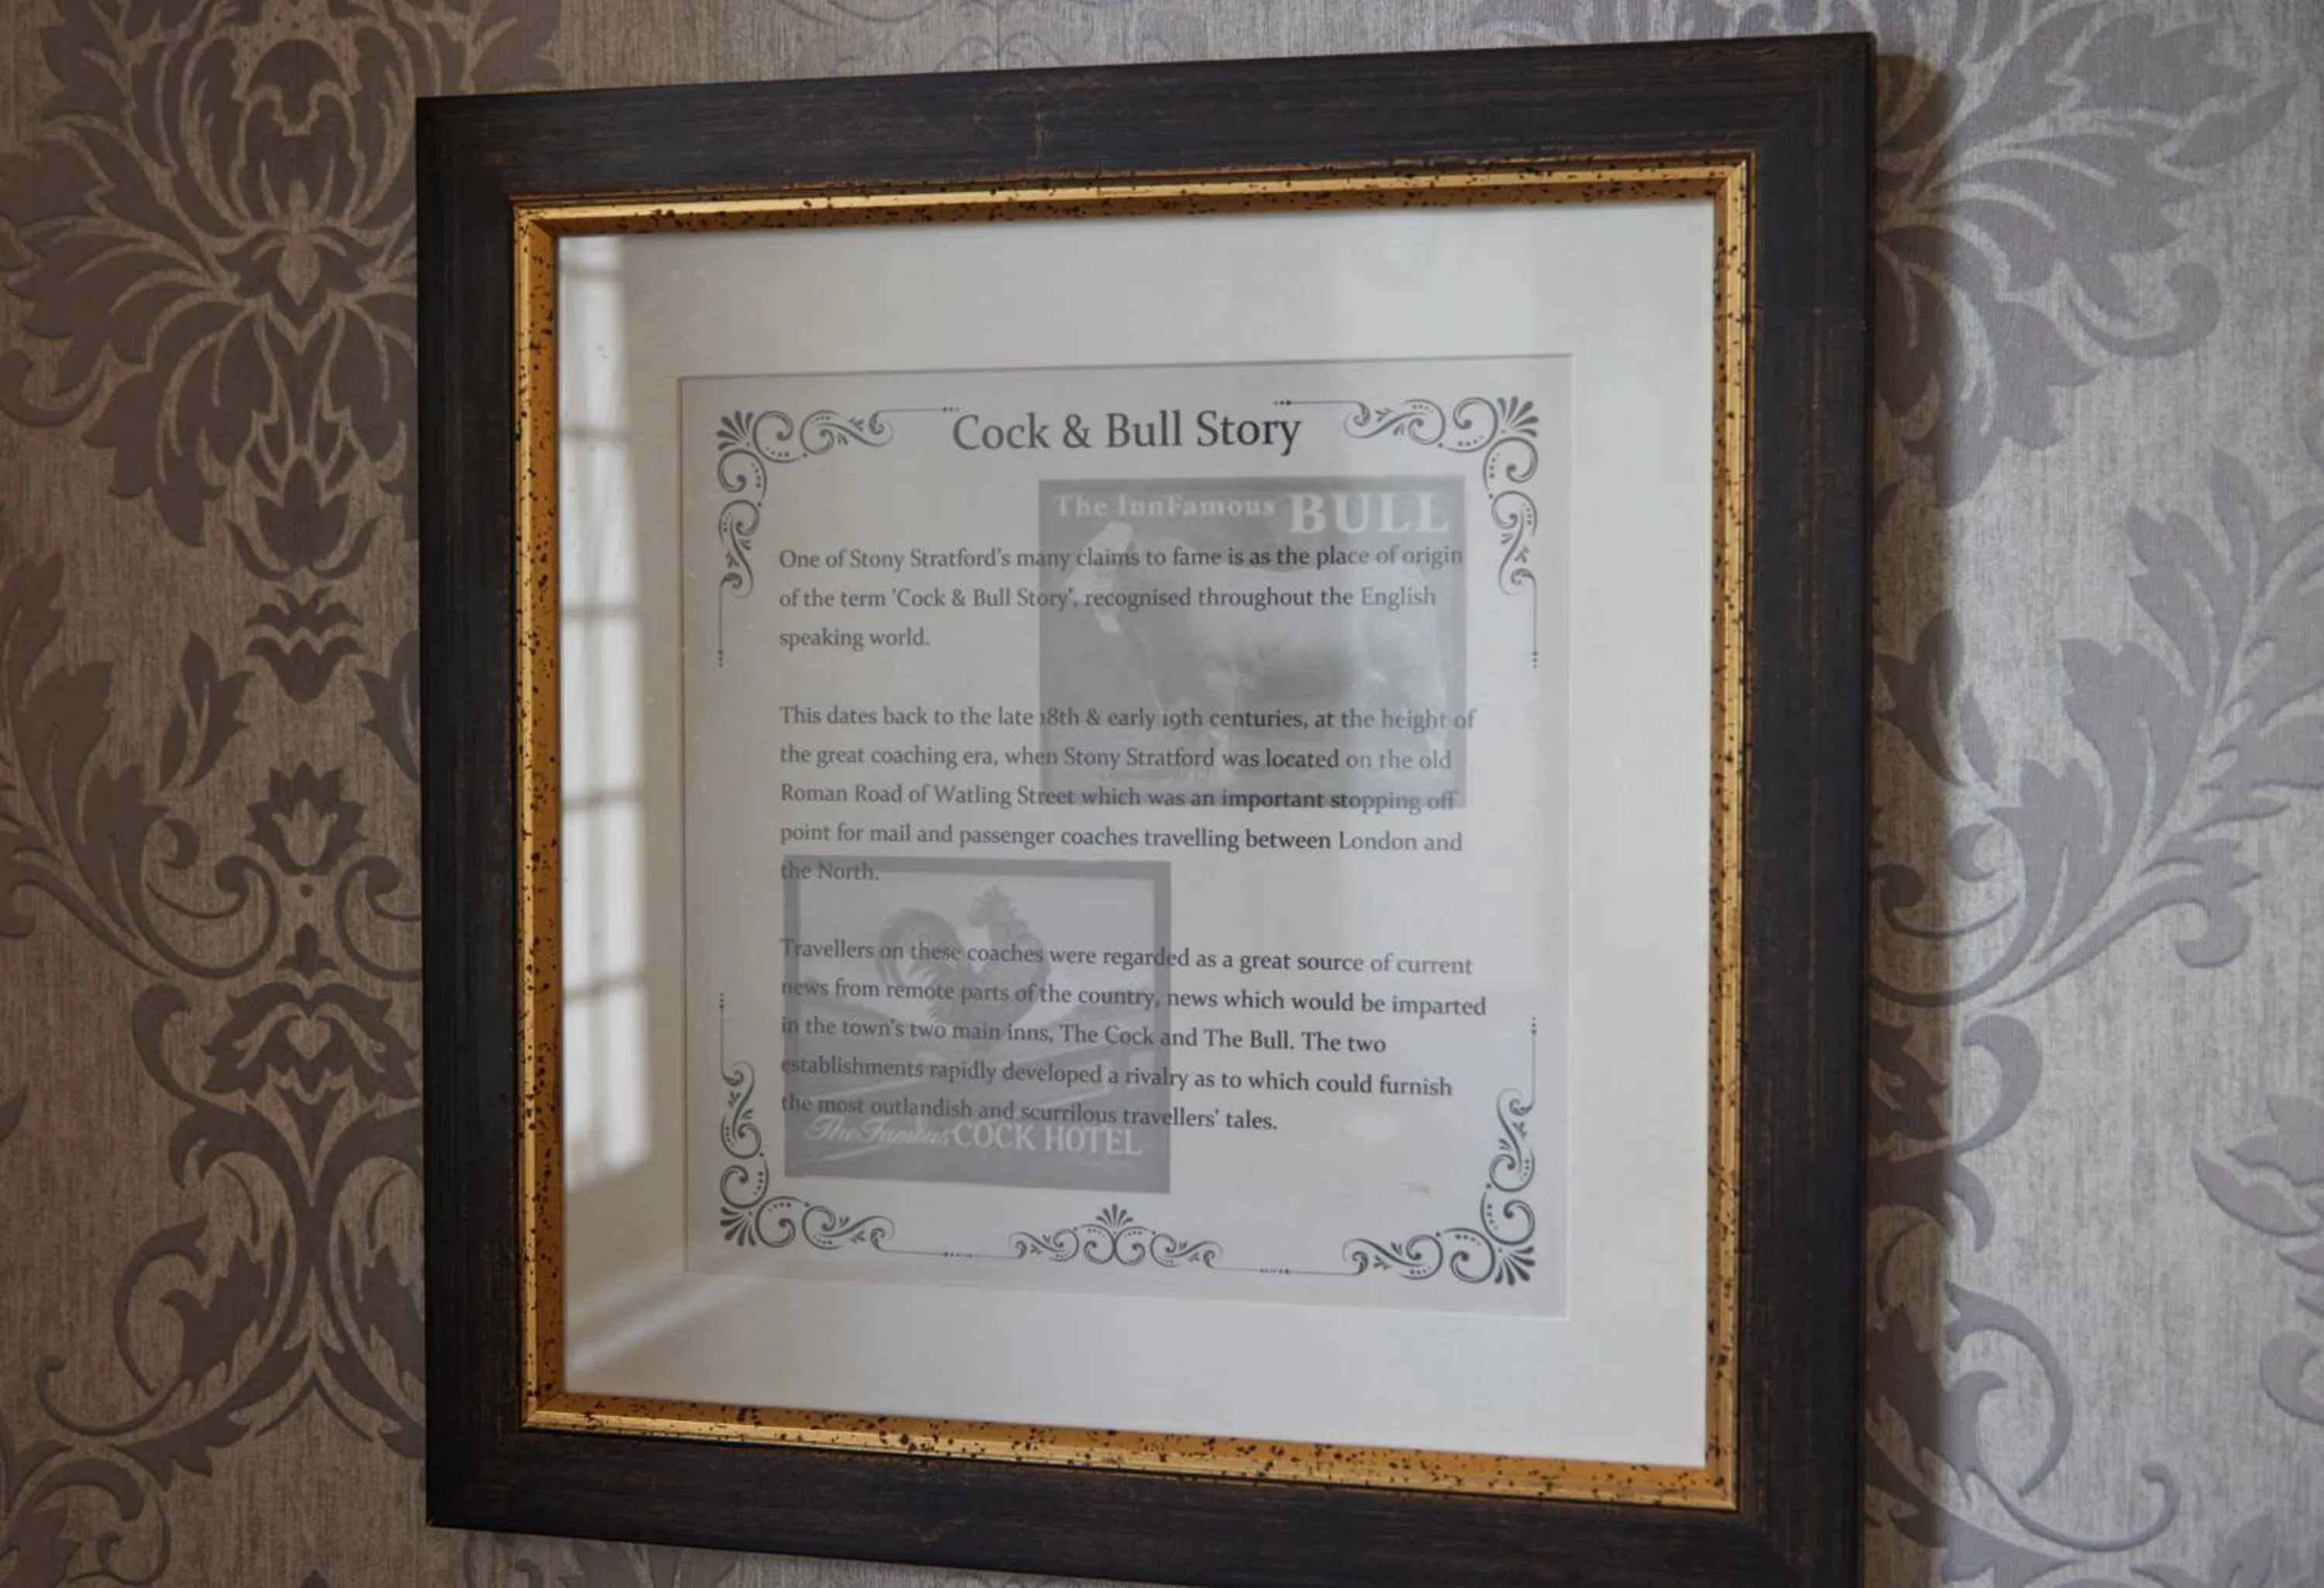 Cock & Bull Story
The InnFamous BULL
One of Stony Stratford's many claims to fame is as the place of origin
of the term 'Cock & Bull Story', recognised throughout the English
speaking world.
This dates back to the late 18th & early 19th centuries, at the height of
the great coaching era, when Stony Stratford was located on the old
Roman Road of Watling Street which was an important stopping off
point for mail and passenger coaches travelling between London and
the North.
Travellers on these coaches were regarded as a great source of current
news from remote parts of the country, news which would be imparted
in the town's two main inns, The Cock and The Bull. The two
establishments rapidly developed a rivalry as to which could furnish
the most outlandish and scurrilous travellers' tales.
The Famous COCK HOTEL